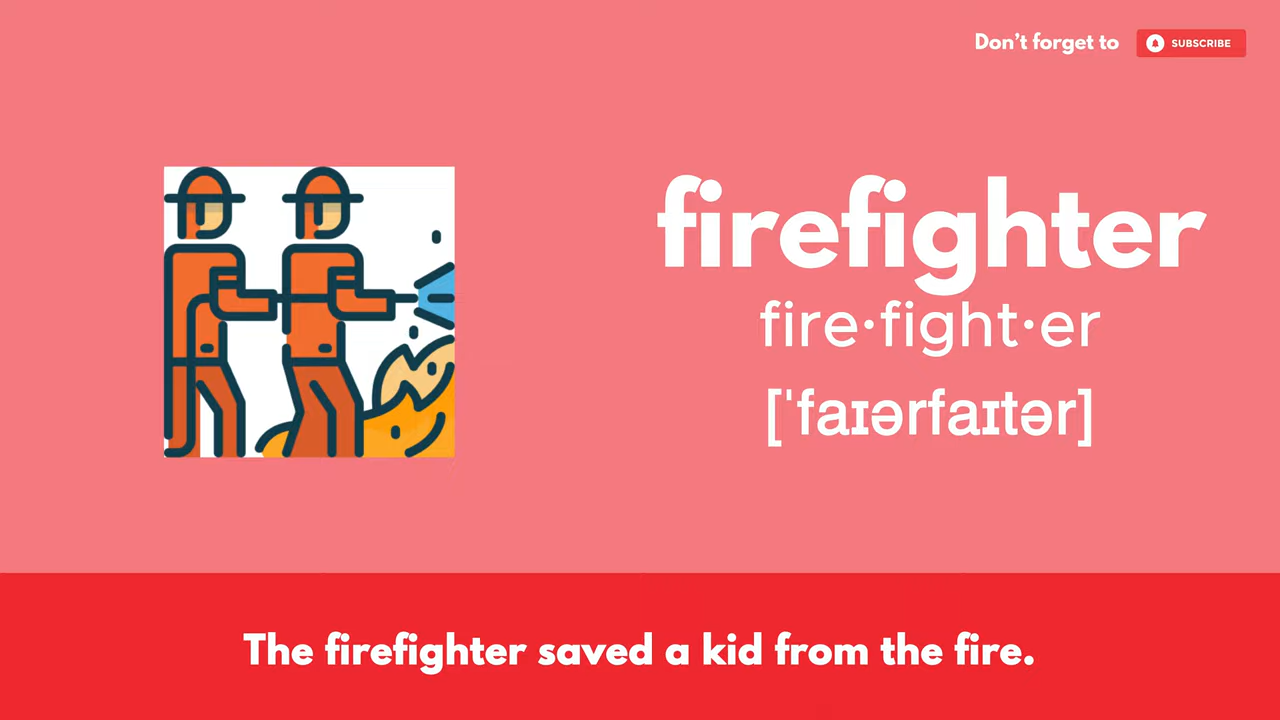 Don't forget to SUBSCRIBE
firefighter
fire·fight·er
[ˈfaɪərfaɪtər]
The firefighter saved a kid from the fire.